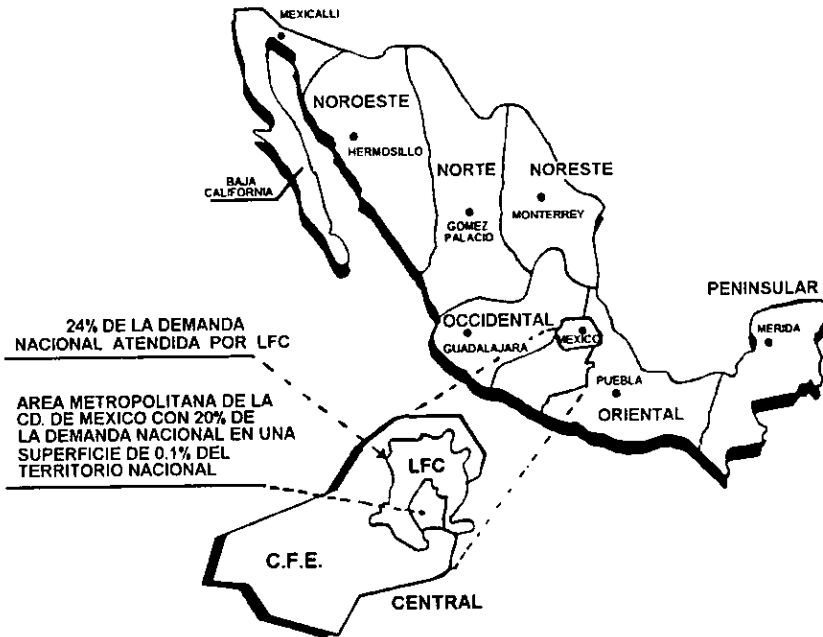 MEXICALLI
NOROESTE
HERMOSILLO
BAJA
CALIFORNIA
NORTE
GOMEZ
PALACIO
NORESTE
MONTERREY
PENINSULAR
MERIDA
OCCIDENTAL
GUADALAJARA
MEXICO
PUEBLA
ORIENTAL
24% DE LA DEMANDA
NACIONAL ATENDIDA POR LFC
AREA METROPOLITANA DE LA
CD. DE MEXICO CON 20% DE
LA DEMANDA NACIONAL EN UNA
SUPERFICIE DE 0.1% DEL
TERRITORIO NACIONAL
LFC
C.F.E.
CENTRAL